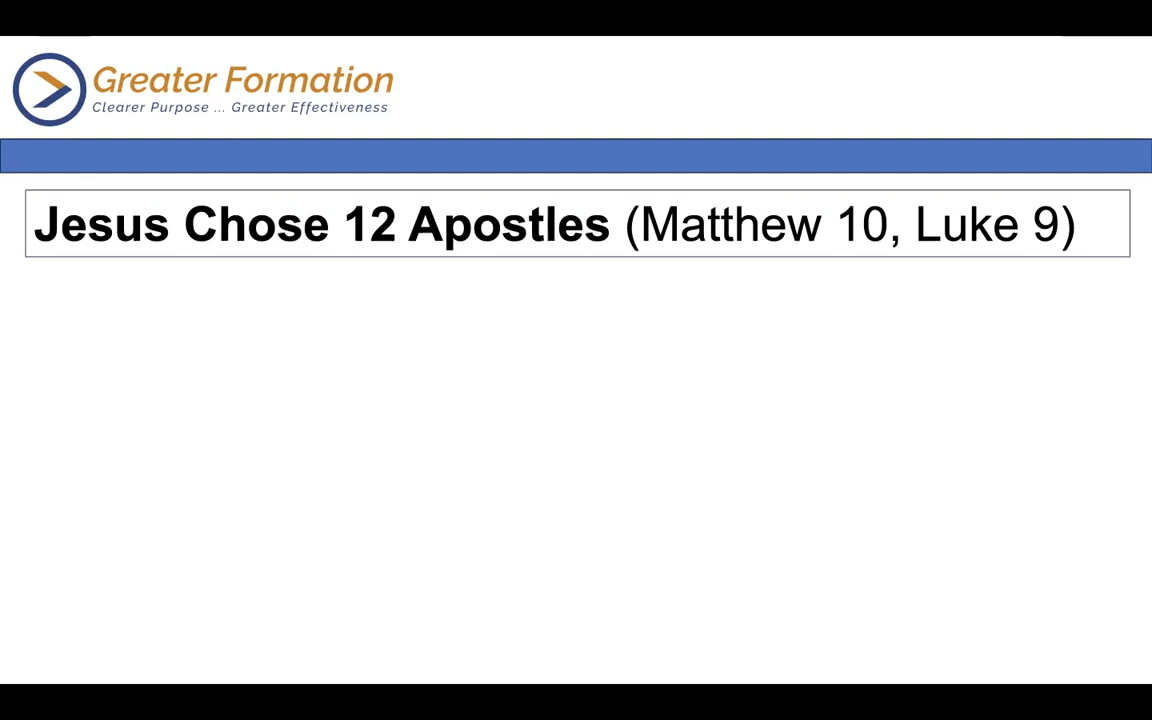 Greater Formation
Clearer Purpose ... Greater Effectiveness
Jesus Chose 12 Apostles (Matthew 10, Luke 9)